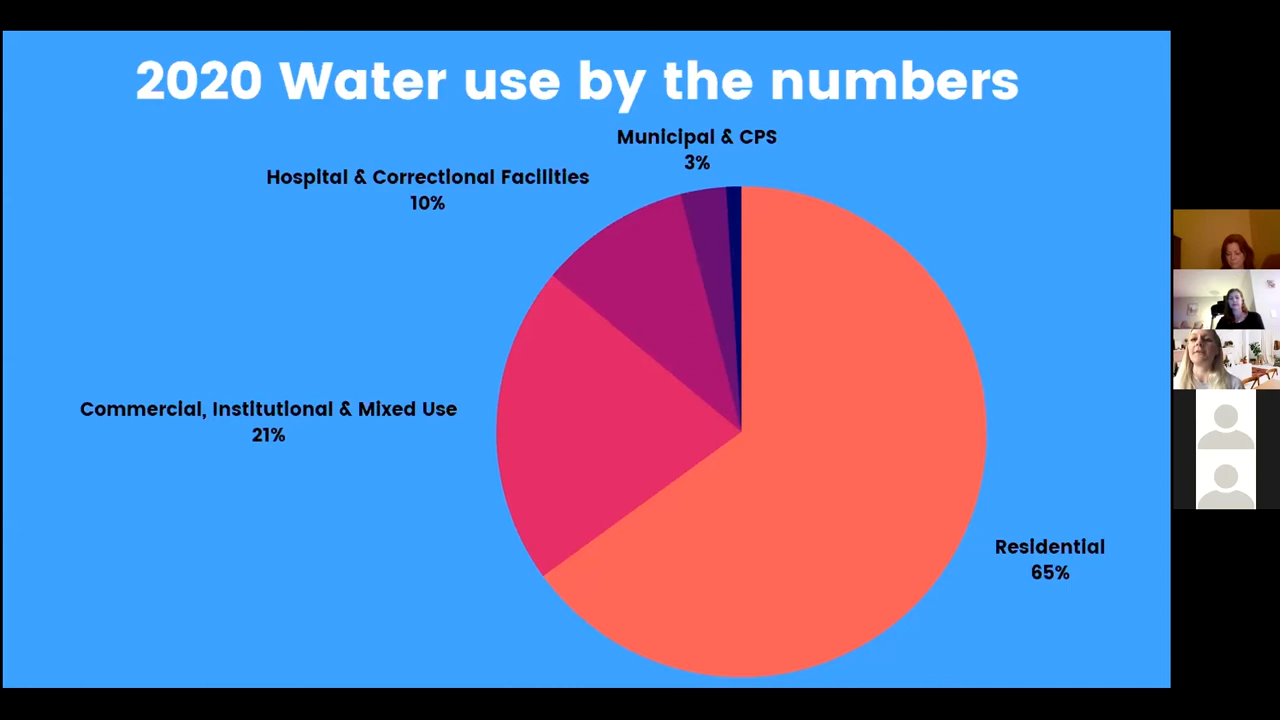 2020 Water use by the numbers
Municipal & CPS
3%
Hospital & Correctional Facilities
10%
Commercial, Institutional & Mixed Use
21%
Residential
65%